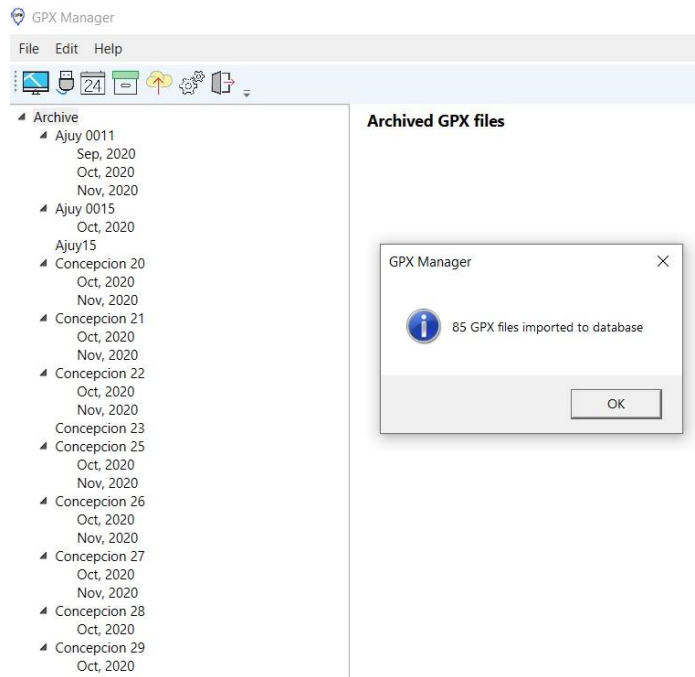 GPX Manager
File Edit Help
24
Archive
Ajuy 0011
Sep, 2020
Oct, 2020
Nov, 2020
Ajuy 0015
Oct, 2020
Ajuy15
Concepcion 20
Oct, 2020
Nov, 2020
Concepcion 21
Oct, 2020
Nov, 2020
Concepcion 22
Oct, 2020
Nov, 2020
Concepcion 23
Concepcion 25
Oct, 2020
Nov, 2020
Concepcion 26
Oct, 2020
Nov, 2020
Concepcion 27
Oct, 2020
Nov, 2020
Concepcion 28
Oct, 2020
Concepcion 29
Oct, 2020
Archived GPX files
GPX Manager
85 GPX files imported to database
OK